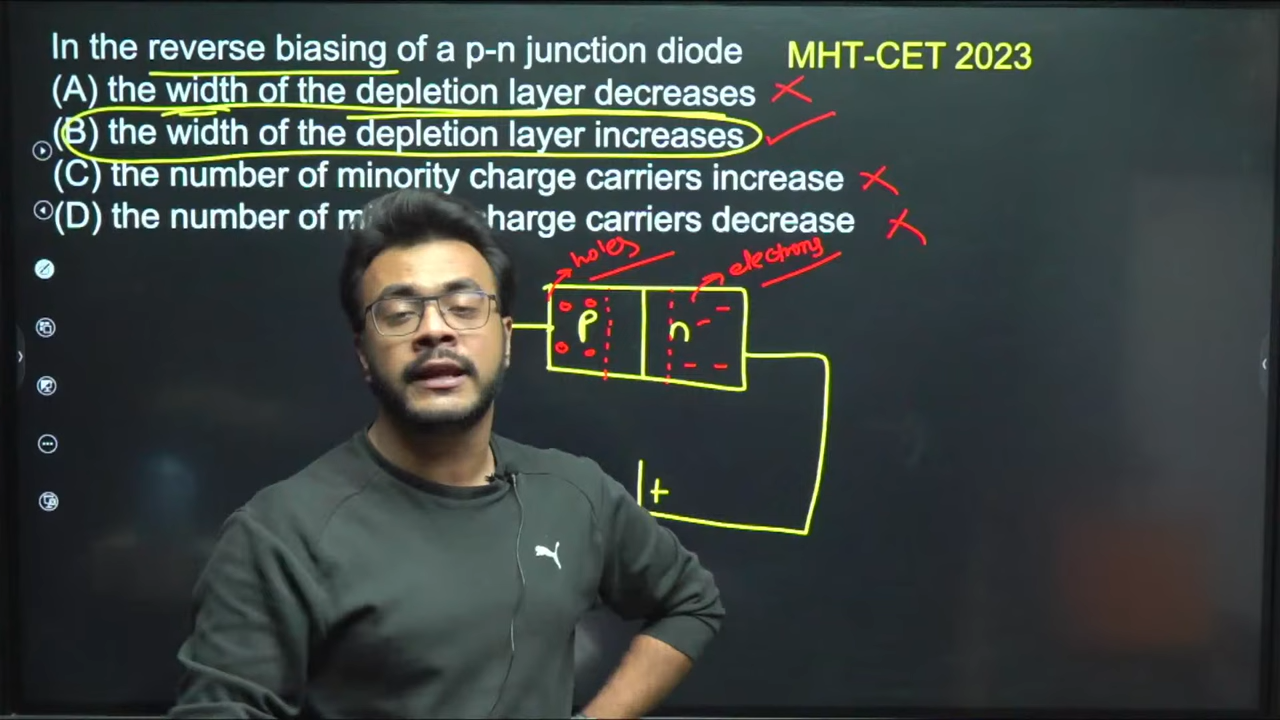 In the reverse biasing of a p-n junction diode MHT-CET 2023
(A) the width of the depletion layer decreases
(B) the width of the depletion layer increases
(C) the number of minority charge carriers increase
(D) the number of charge carriers decrease
holes electrons
p n
+